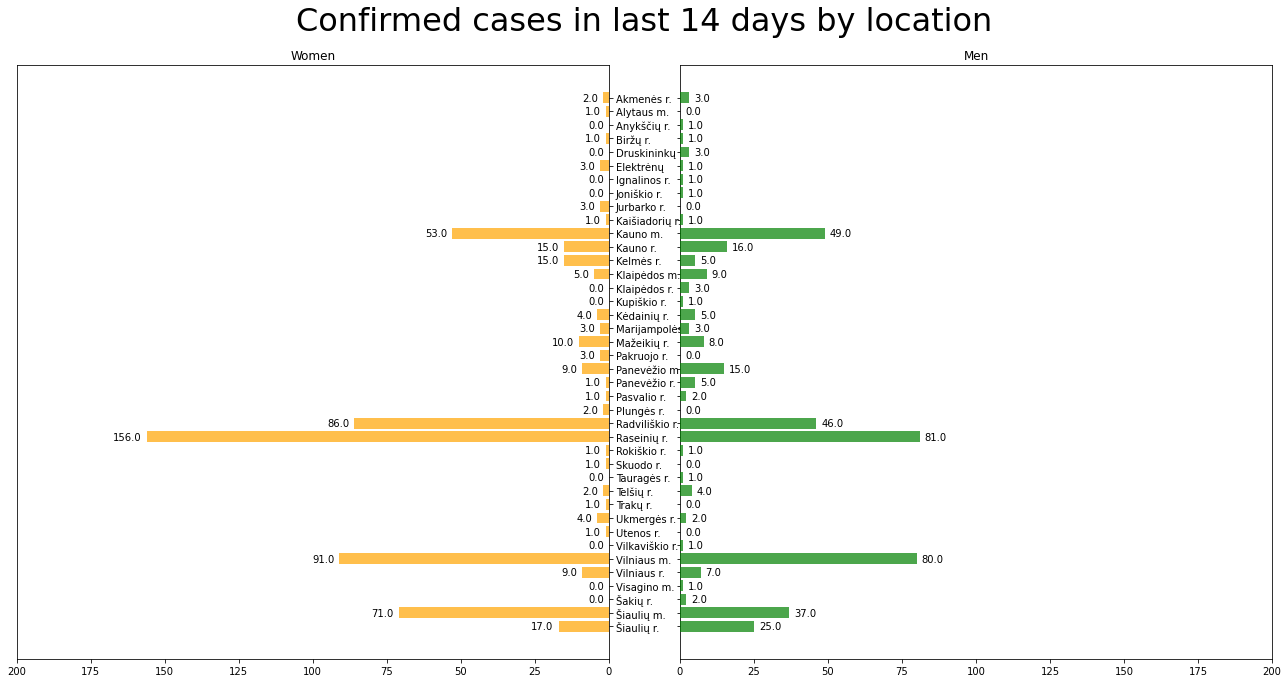 Confirmed cases in last 14 days by location
Women Men
2.0 Akmenės r. 3.0
1.0 Alytaus m. 0.0
0.0 Anykščių r. 1.0
1.0 Biržų r. 1.0
0.0 Druskininkų 3.0
3.0 Elektrėnų 1.0
0.0 Ignalinos r. 1.0
0.0 Joniškio r. 1.0
3.0 Jurbarko r. 0.0
1.0 Kaišiadorių r. 1.0
53.0 Kauno m. 49.0
15.0 Kauno r. 16.0
15.0 Kelmės r. 5.0
5.0 Klaipėdos m. 9.0
0.0 Klaipėdos r. 3.0
0.0 Kupiškio r. 1.0
4.0 Kėdainių r. 5.0
3.0 Marijampolės 3.0
10.0 Mažeikių r. 8.0
3.0 Pakruojo r. 0.0
9.0 Panevėžio m. 15.0
1.0 Panevėžio r. 5.0
1.0 Pasvalio r. 2.0
2.0 Plungės r. 0.0
86.0 Radviliškio r. 46.0
156.0 Raseinių r. 81.0
1.0 Rokiškio r. 1.0
1.0 Skuodo r. 0.0
0.0 Tauragės r. 1.0
2.0 Telšių r. 4.0
1.0 Trakų r. 0.0
4.0 Ukmergės r. 2.0
1.0 Utenos r. 0.0
0.0 Vilkaviškio r. 1.0
91.0 Vilniaus m. 80.0
9.0 Vilniaus r. 7.0
0.0 Visagino m. 1.0
0.0 Šakių r. 2.0
71.0 Šiaulių m. 37.0
17.0 Šiaulių r. 25.0
200 175 150 125 100 75 50 25 0 0 25 50 75 100 125 150 175 200